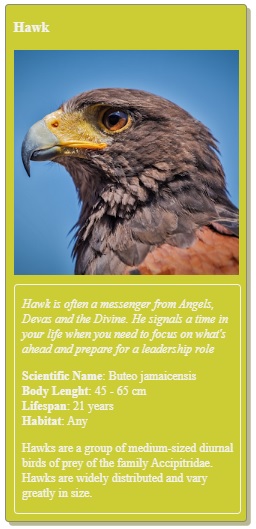 Hawk
Hawk is often a messenger from Angels,
Devas and the Divine. He signals a time in
your life when you need to focus on what's
ahead and prepare for a leadership role
Scientific Name: Buteo jamaicensis
Body Lenght: 45 - 65 cm
Lifespan: 21 years
Habitat: Any
Hawks are a group of medium-sized diurnal
birds of prey of the family Accipitridae.
Hawks are widely distributed and vary
greatly in size.